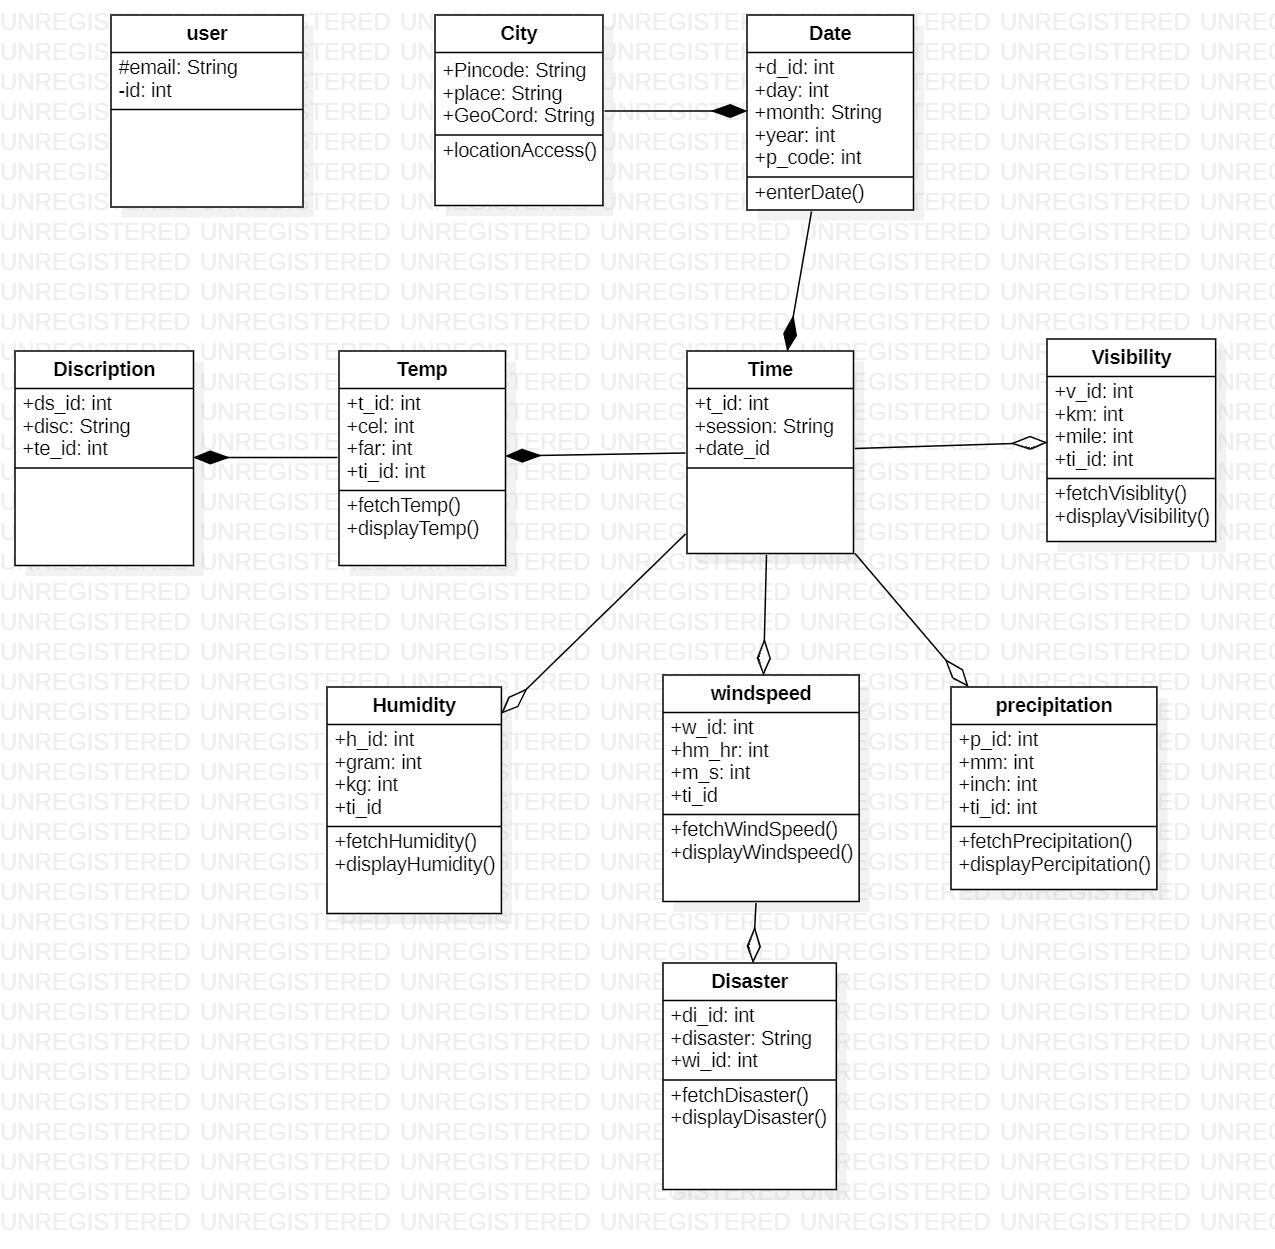 user
#email: String
-id: int
City
+Pincode: String
+place: String
+GeoCord: String
+locationAccess()
Date
+d_id: int
+day: int
+month: String
+year: int
+p_code: int
+enterDate()
Discription
+ds_id: int
+disc: String
+te_id: int
Temp
+t_id: int
+cel: int
+far: int
+ti_id: int
+fetchTemp()
+displayTemp()
Time
+t_id: int
+session: String
+date_id
Visibility
+v_id: int
+km: int
+mile: int
+ti_id: int
+fetchVisiblity()
+displayVisibility()
Humidity
+h_id: int
+gram: int
+kg: int
+ti_id
+fetchHumidity()
+displayHumidity()
windspeed
+w_id: int
+hm_hr: int
+m_s: int
+ti_id
+fetchWindSpeed()
+displayWindspeed()
precipitation
+p_id: int
+mm: int
+inch: int
+ti_id: int
+fetchPrecipitation()
+displayPercipitation()
Disaster
+di_id: int
+disaster: String
+wi_id: int
+fetchDisaster()
+displayDisaster()
UNREGISTERED